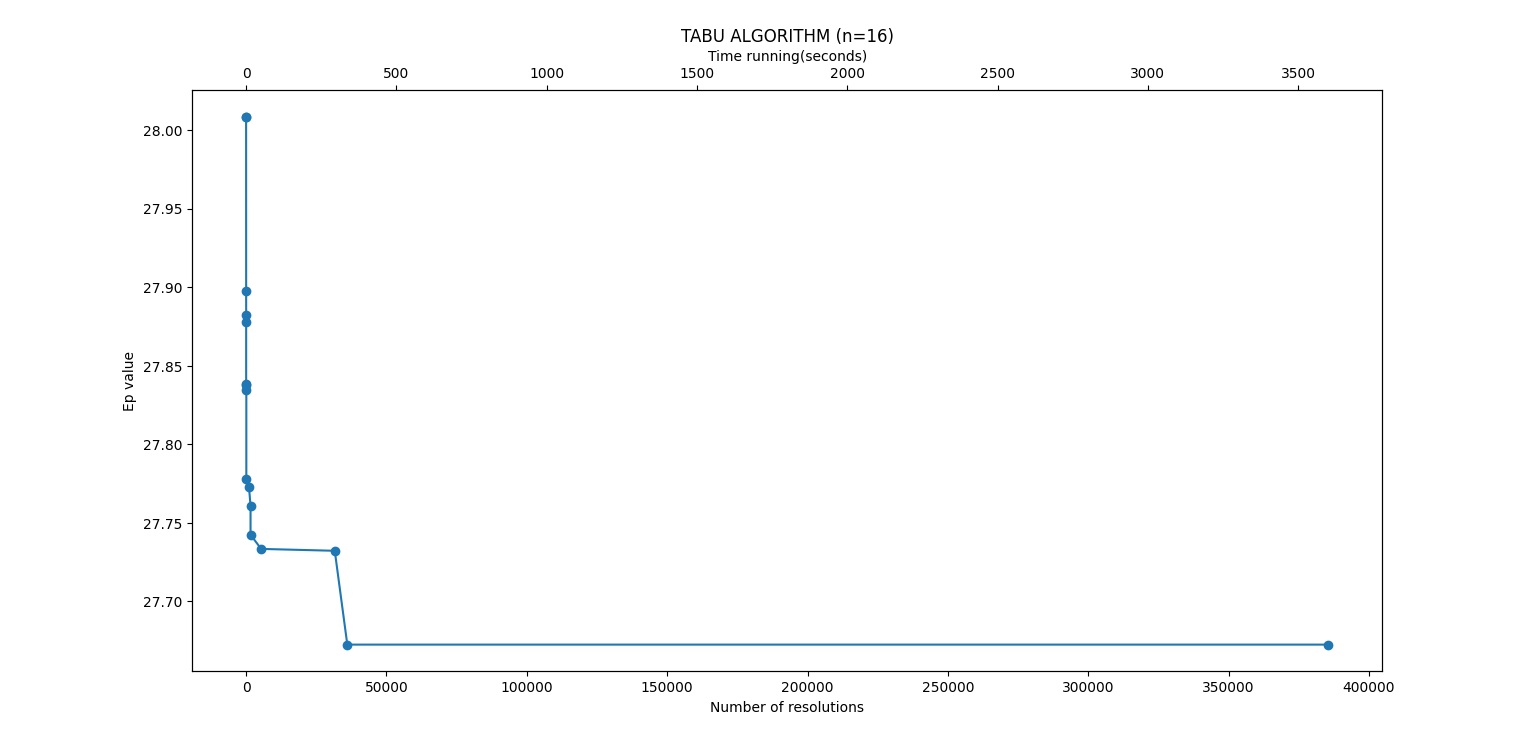 TABU ALGORITHM (n=16)
Time running(seconds)
0 500 1000 1500 2000 2500 3000 3500
28.00
27.95
27.90
27.85
27.80
27.75
27.70
Ep value
0 50000 100000 150000 200000 250000 300000 350000 400000
Number of resolutions